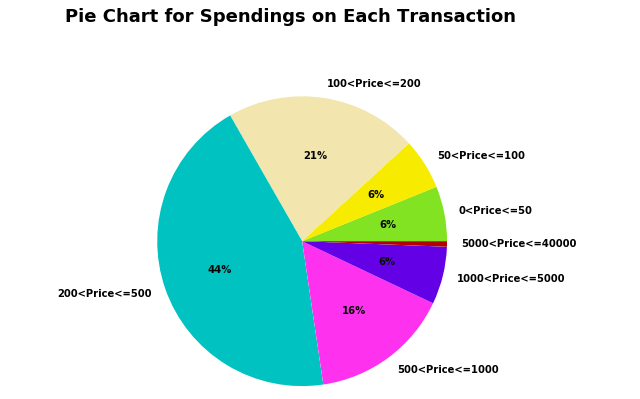 Pie Chart for Spendings on Each Transaction
100<Price<=200
50<Price<=100
21%
6%
0<Price<=50
6%
5000<Price<=40000
6%
44%
1000<Price<=5000
200<Price<=500
16%
500<Price<=1000